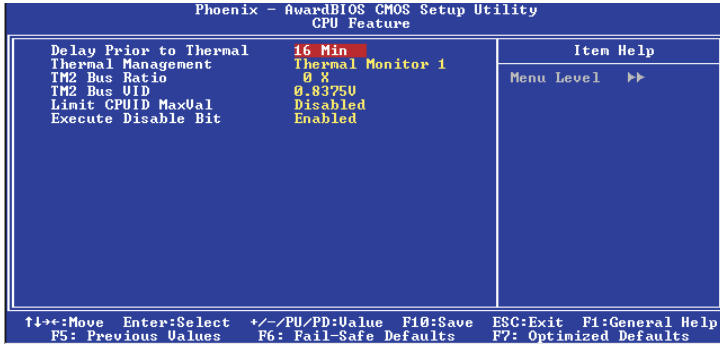 Phoenix - AwardBIOS CMOS Setup Utility
CPU Feature
Delay Prior to Thermal 16 Min
Thermal Management Thermal Monitor 1
TM2 Bus Ratio 0 X
TM2 Bus VID 0.8375V
Limit CPUID MaxVal Disabled
Execute Disable Bit Enabled
Item Help
Menu Level ▶▶
↑↓→←:Move Enter:Select +/-/PU/PD:Value F10:Save ESC:Exit F1:General Help
F5: Previous Values F6: Fail-Safe Defaults F7: Optimized Defaults